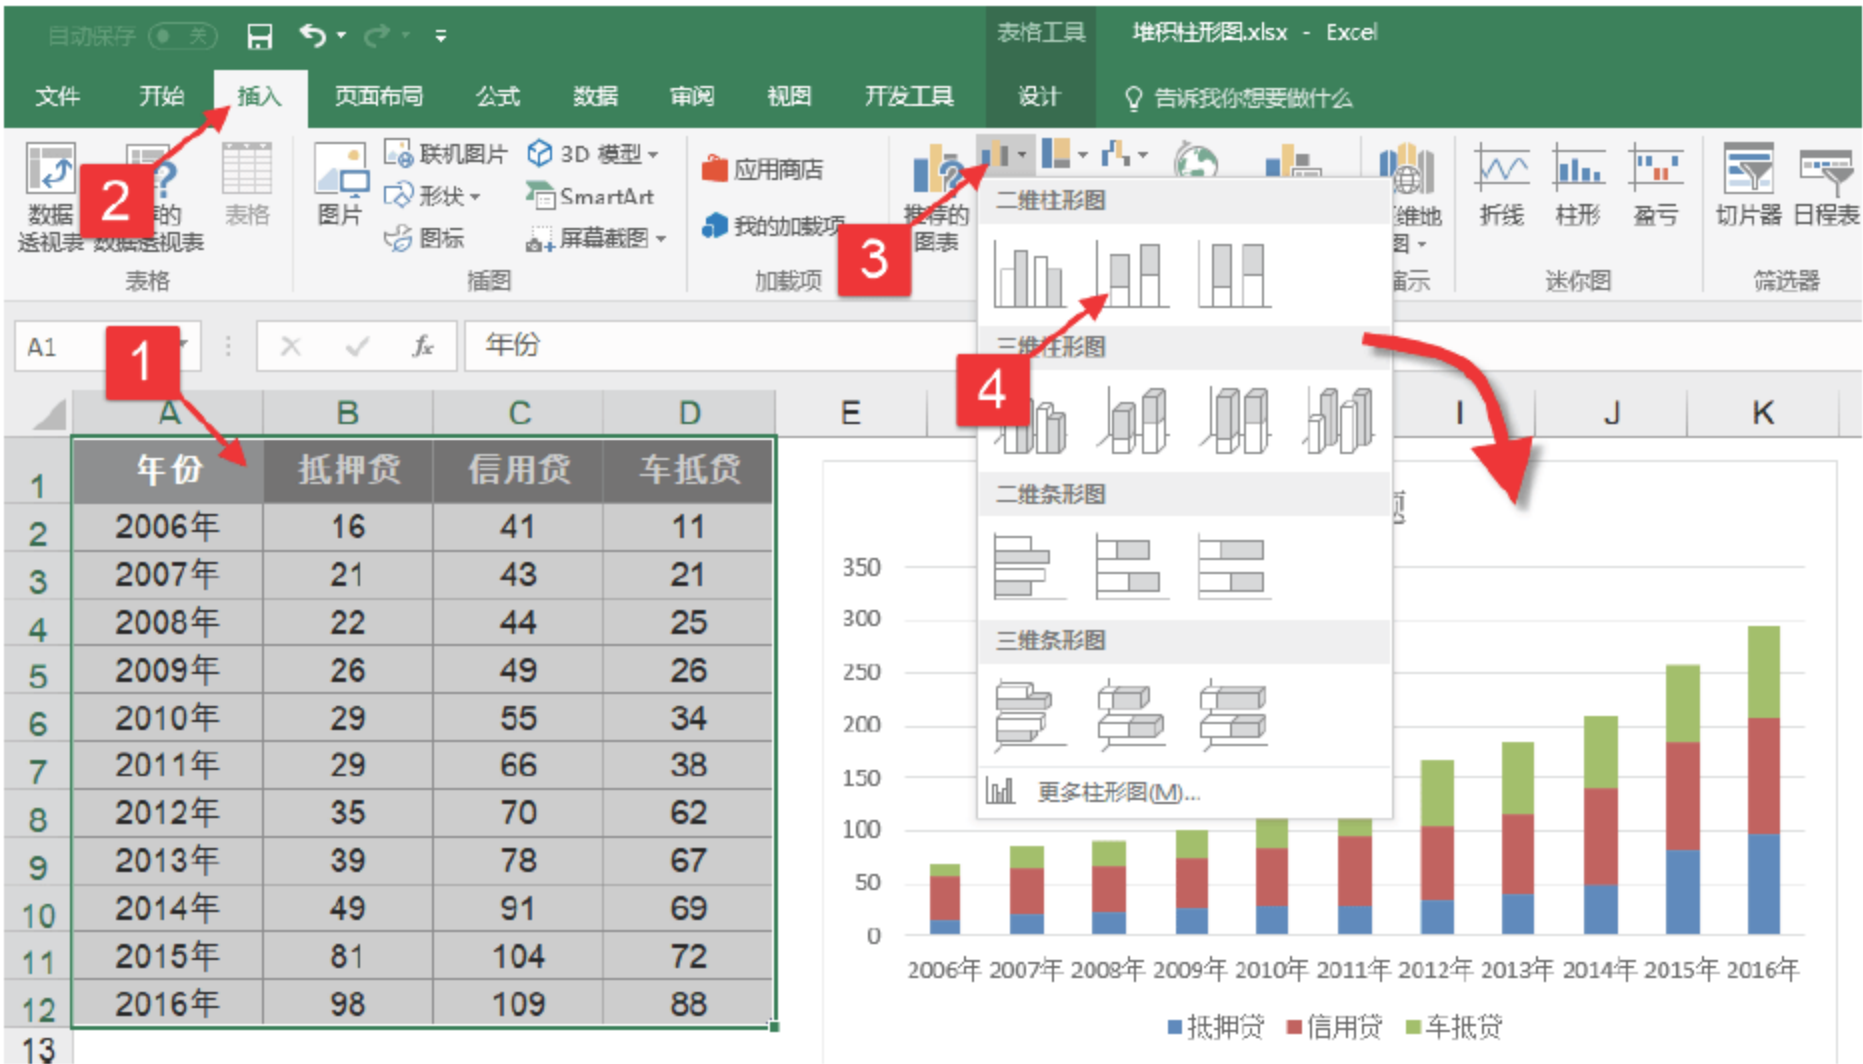 自动保存 关
表格工具
堆积柱形图.xlsx - Excel
文件 开始 插入 页面布局 公式 数据 审阅 视图 开发工具 设计 告诉我你想要做什么
数据
透视表
的
数据透视表
表格
表格
图片
联机图片
形状
图标
3D 模型
SmartArt
屏幕截图
插图
应用商店
我的加载项
加载项
推荐的
图表
维地
图
演示
折线 柱形 盈亏
迷你图
切片器 日程表
筛选器
2
3
4
1
二维柱形图
三维柱形图
二维条形图
三维条形图
更多柱形图(M)...
A1 fx 年份
A B C D E I J K
1 年份 抵押贷 信用贷 车抵贷
2 2006年 16 41 11
3 2007年 21 43 21
4 2008年 22 44 25
5 2009年 26 49 26
6 2010年 29 55 34
7 2011年 29 66 38
8 2012年 35 70 62
9 2013年 39 78 67
10 2014年 49 91 69
11 2015年 81 104 72
12 2016年 98 109 88
13
题
350
300
250
200
150
100
50
0
2006年 2007年 2008年 2009年 2010年 2011年 2012年 2013年 2014年 2015年 2016年
抵押贷 信用贷 车抵贷